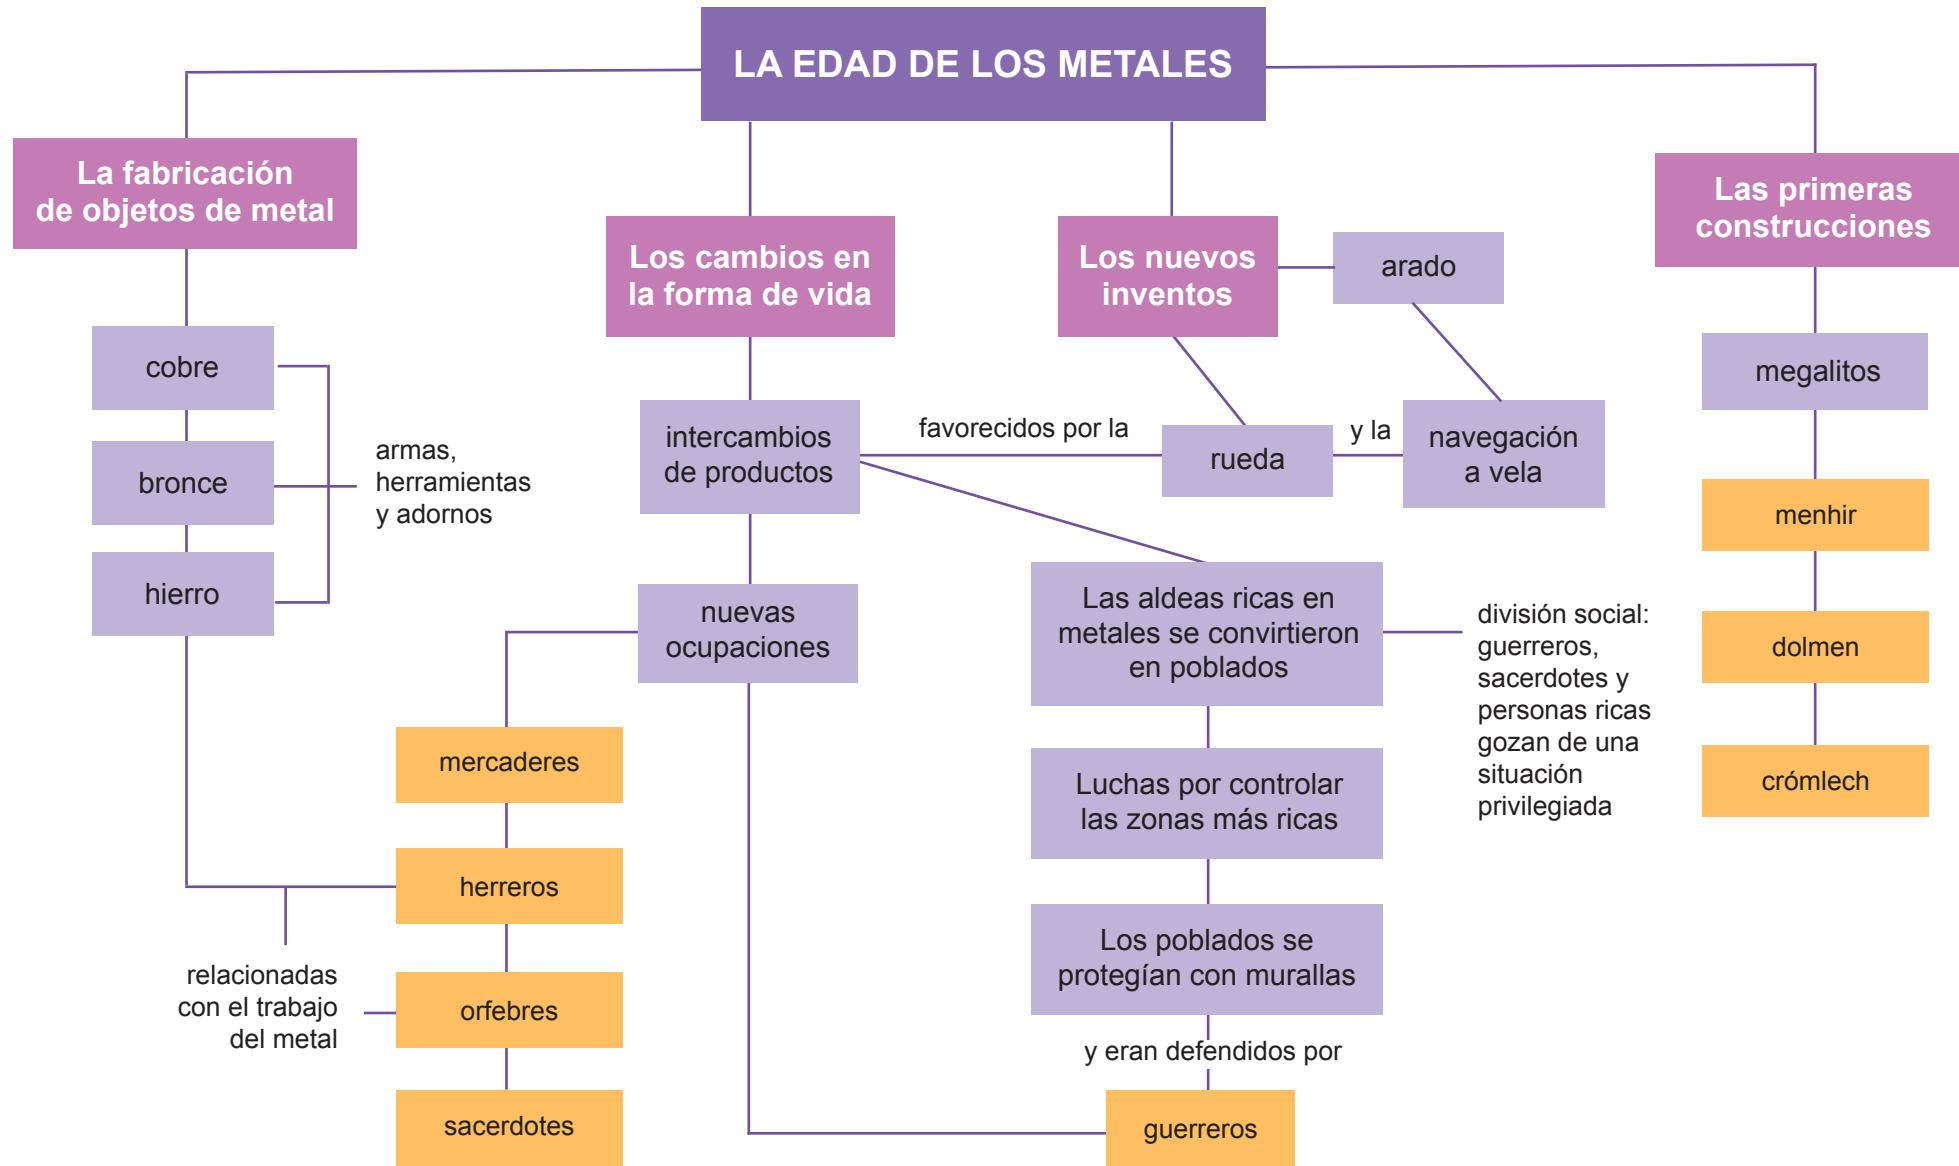 LA EDAD DE LOS METALES
La fabricación
de objetos de metal
cobre
bronce
hierro
armas,
herramientas
y adornos
Los cambios en
la forma de vida
intercambios
de productos
favorecidos por la
rueda
y la
navegación
a vela
Los nuevos
inventos
arado
Las primeras
construcciones
megalitos
menhir
dolmen
crómlech
nuevas
ocupaciones
mercaderes
herreros
orfebres
sacerdotes
relacionadas
con el trabajo
del metal
Las aldeas ricas en
metales se convirtieron
en poblados
división social:
guerreros,
sacerdotes y
personas ricas
gozan de una
situación
privilegiada
Luchas por controlar
las zonas más ricas
Los poblados se
protegían con murallas
y eran defendidos por
guerreros